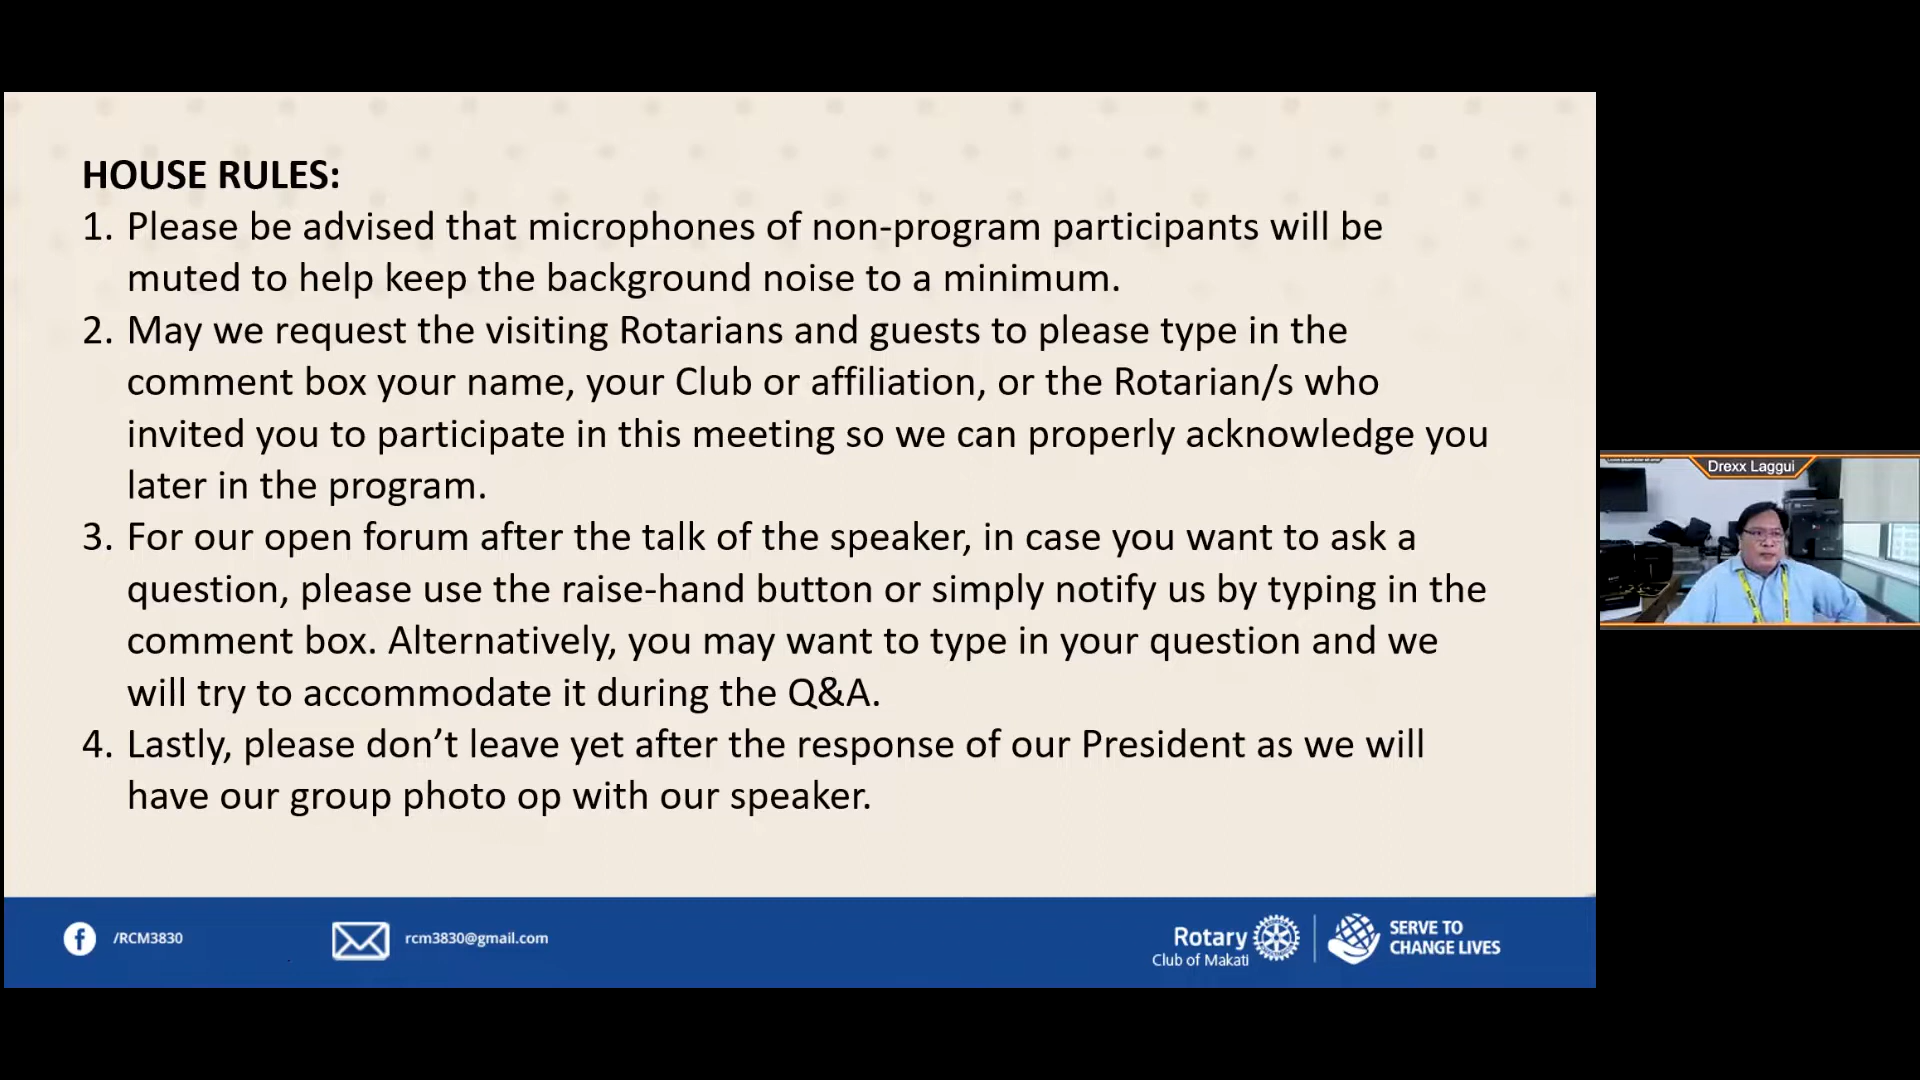 HOUSE RULES:
1. Please be advised that microphones of non-program participants will be
muted to help keep the background noise to a minimum.
2. May we request the visiting Rotarians and guests to please type in the
comment box your name, your Club or affiliation, or the Rotarian/s who
invited you to participate in this meeting so we can properly acknowledge you
later in the program.
3. For our open forum after the talk of the speaker, in case you want to ask a
question, please use the raise-hand button or simply notify us by typing in the
comment box. Alternatively, you may want to type in your question and we
will try to accommodate it during the Q&A.
4. Lastly, please don’t leave yet after the response of our President as we will
have our group photo op with our speaker.
/RCM3830
rcm3830@gmail.com
Rotary
Club of Makati
SERVE TO
CHANGE LIVES
Drexx Laggui